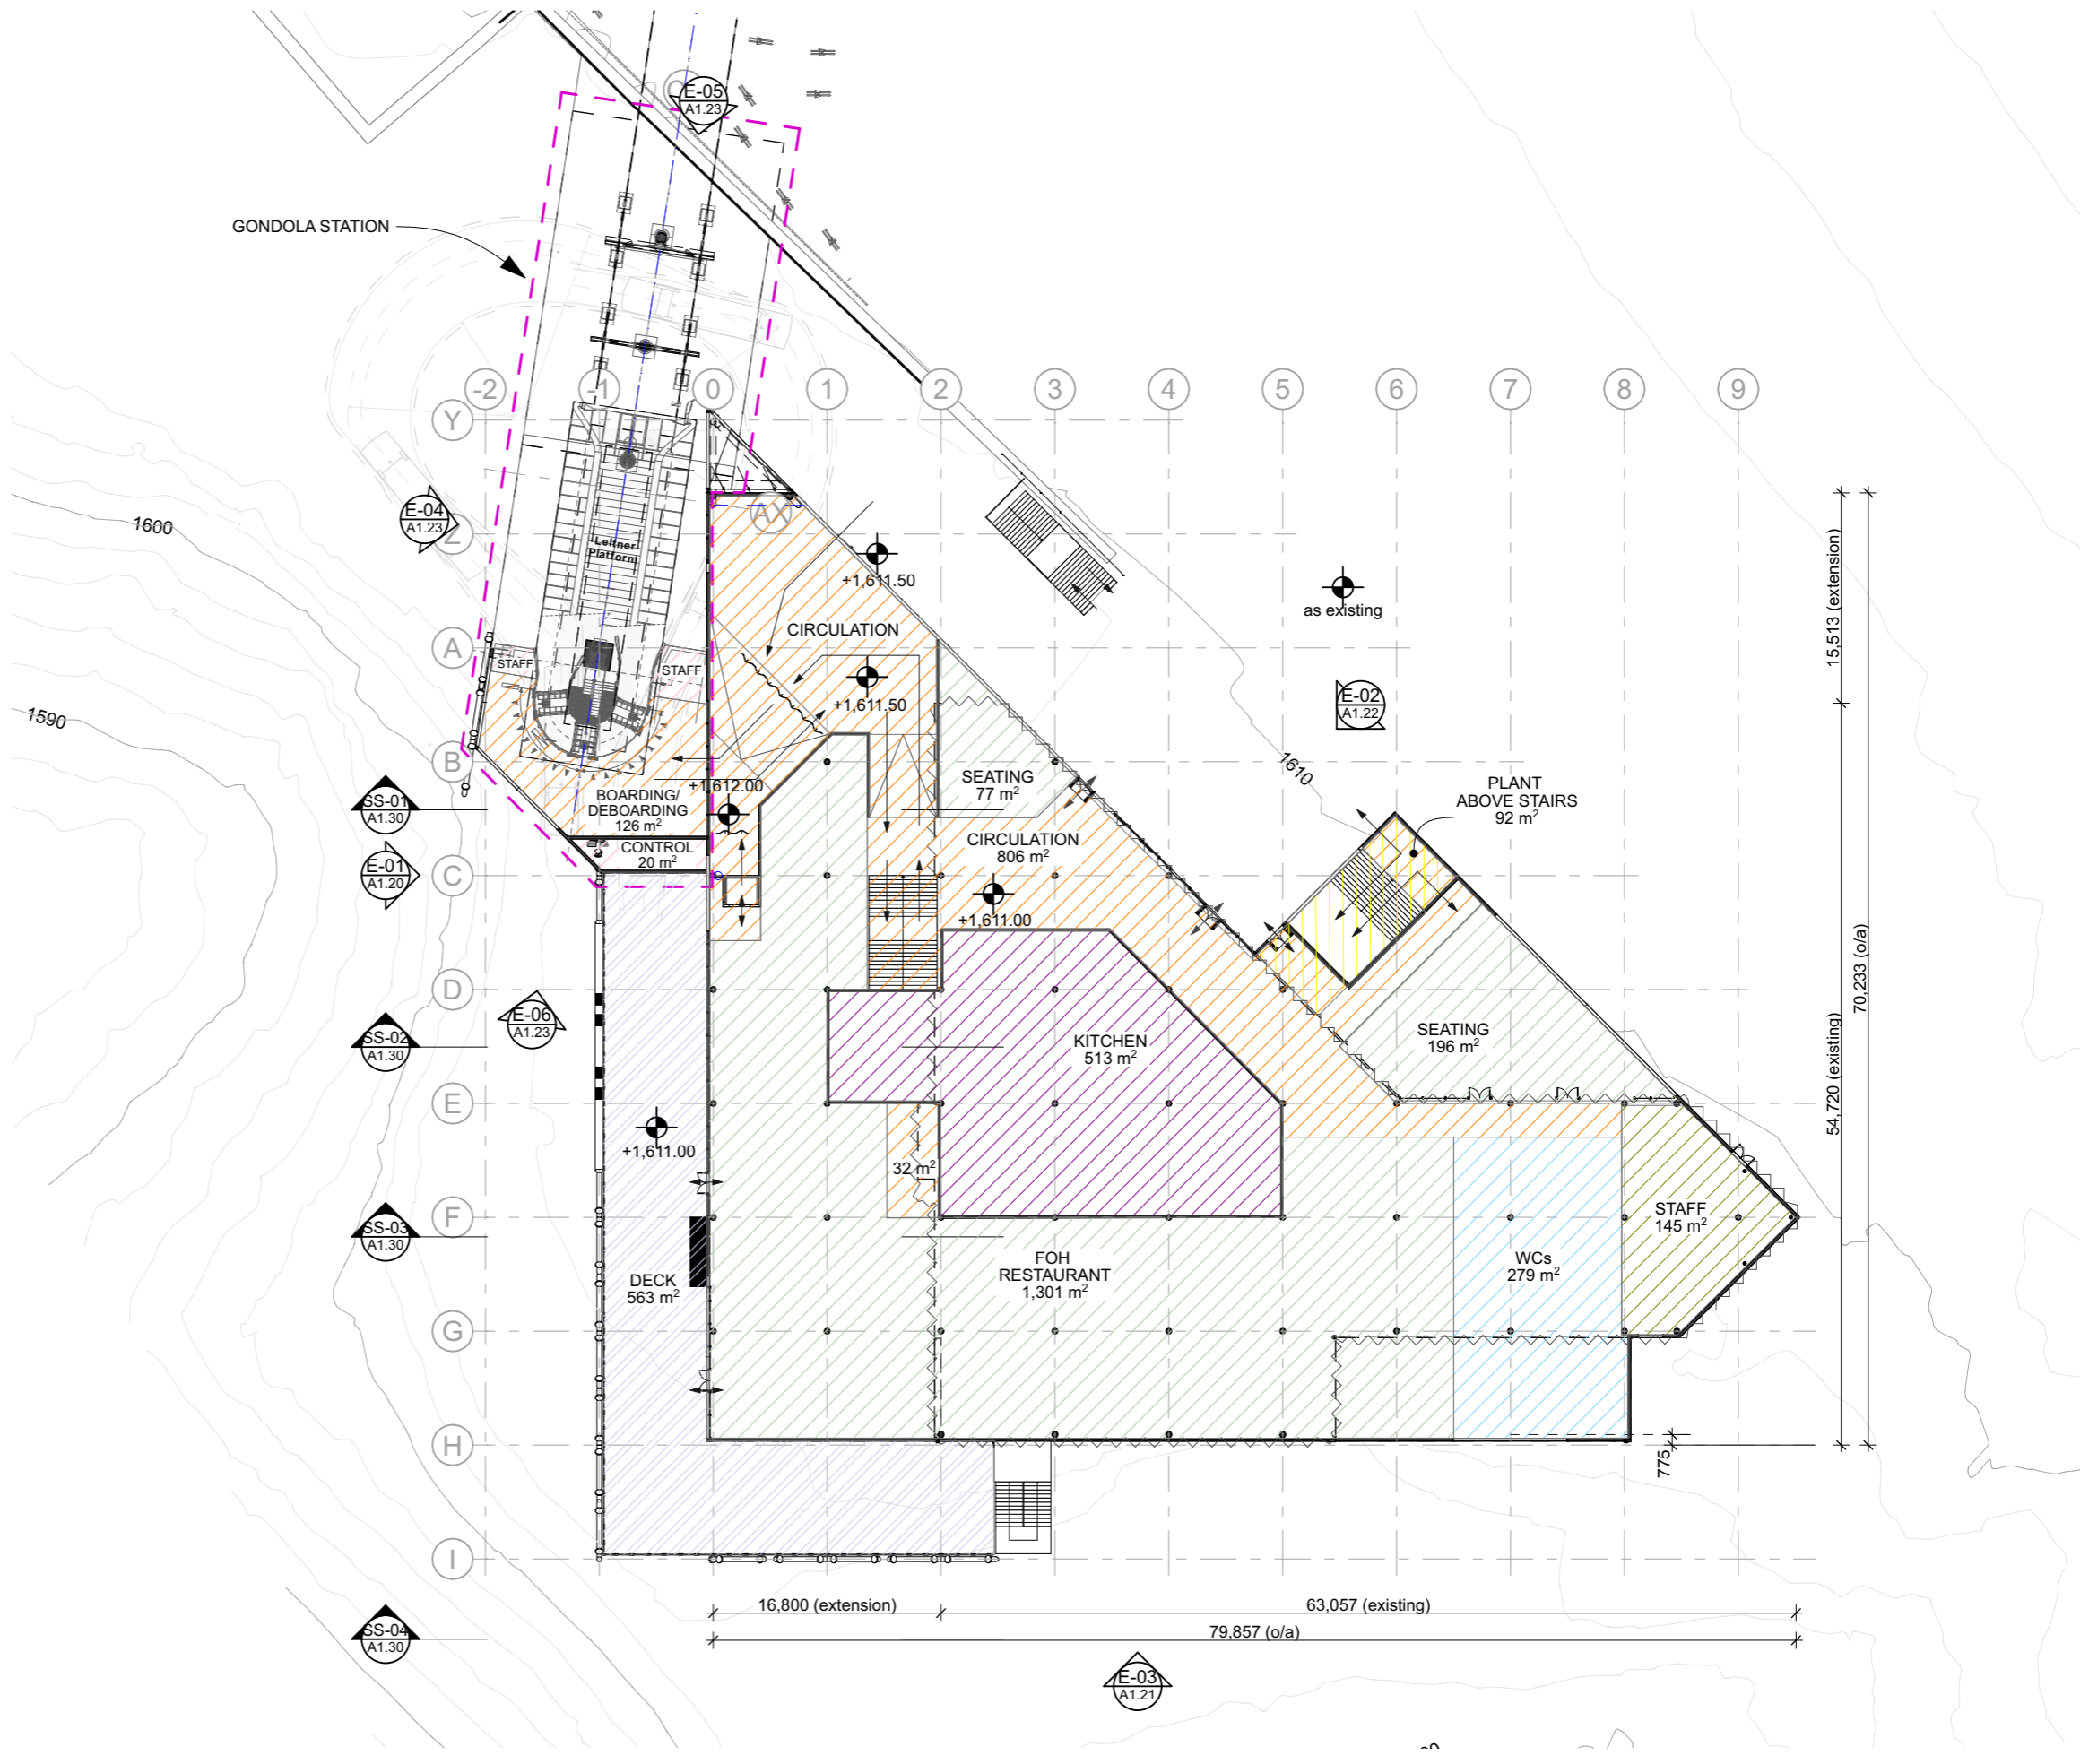 E-05
A1.23
GONDOLA STATION
-2
-1
0
1
2
3
4
5
6
7
8
9
Y
E-04
A1.23
1600
Z
AX
Leitner
Platform
+1,611.50
as existing
15,513 (extension)
CIRCULATION
A
STAFF
STAFF
+1,611.50
E-02
A1.22
1590
B
1610
SEATING
77 m²
PLANT
ABOVE STAIRS
92 m²
+1,612.00
BOARDING/
DEBOARDING
126 m²
SS-01
A1.30
CIRCULATION
806 m²
CONTROL
20 m²
E-01
A1.20
C
+1,611.00
70,233 (o/a)
D
E-06
A1.23
SS-02
A1.30
KITCHEN
513 m²
SEATING
196 m²
54,720 (existing)
E
+1,611.00
32 m²
SS-03
A1.30
F
STAFF
145 m²
DECK
563 m²
FOH
RESTAURANT
1,301 m²
WCs
279 m²
G
H
775
I
16,800 (extension)
63,057 (existing)
79,857 (o/a)
SS-04
A1.30
E-03
A1.21